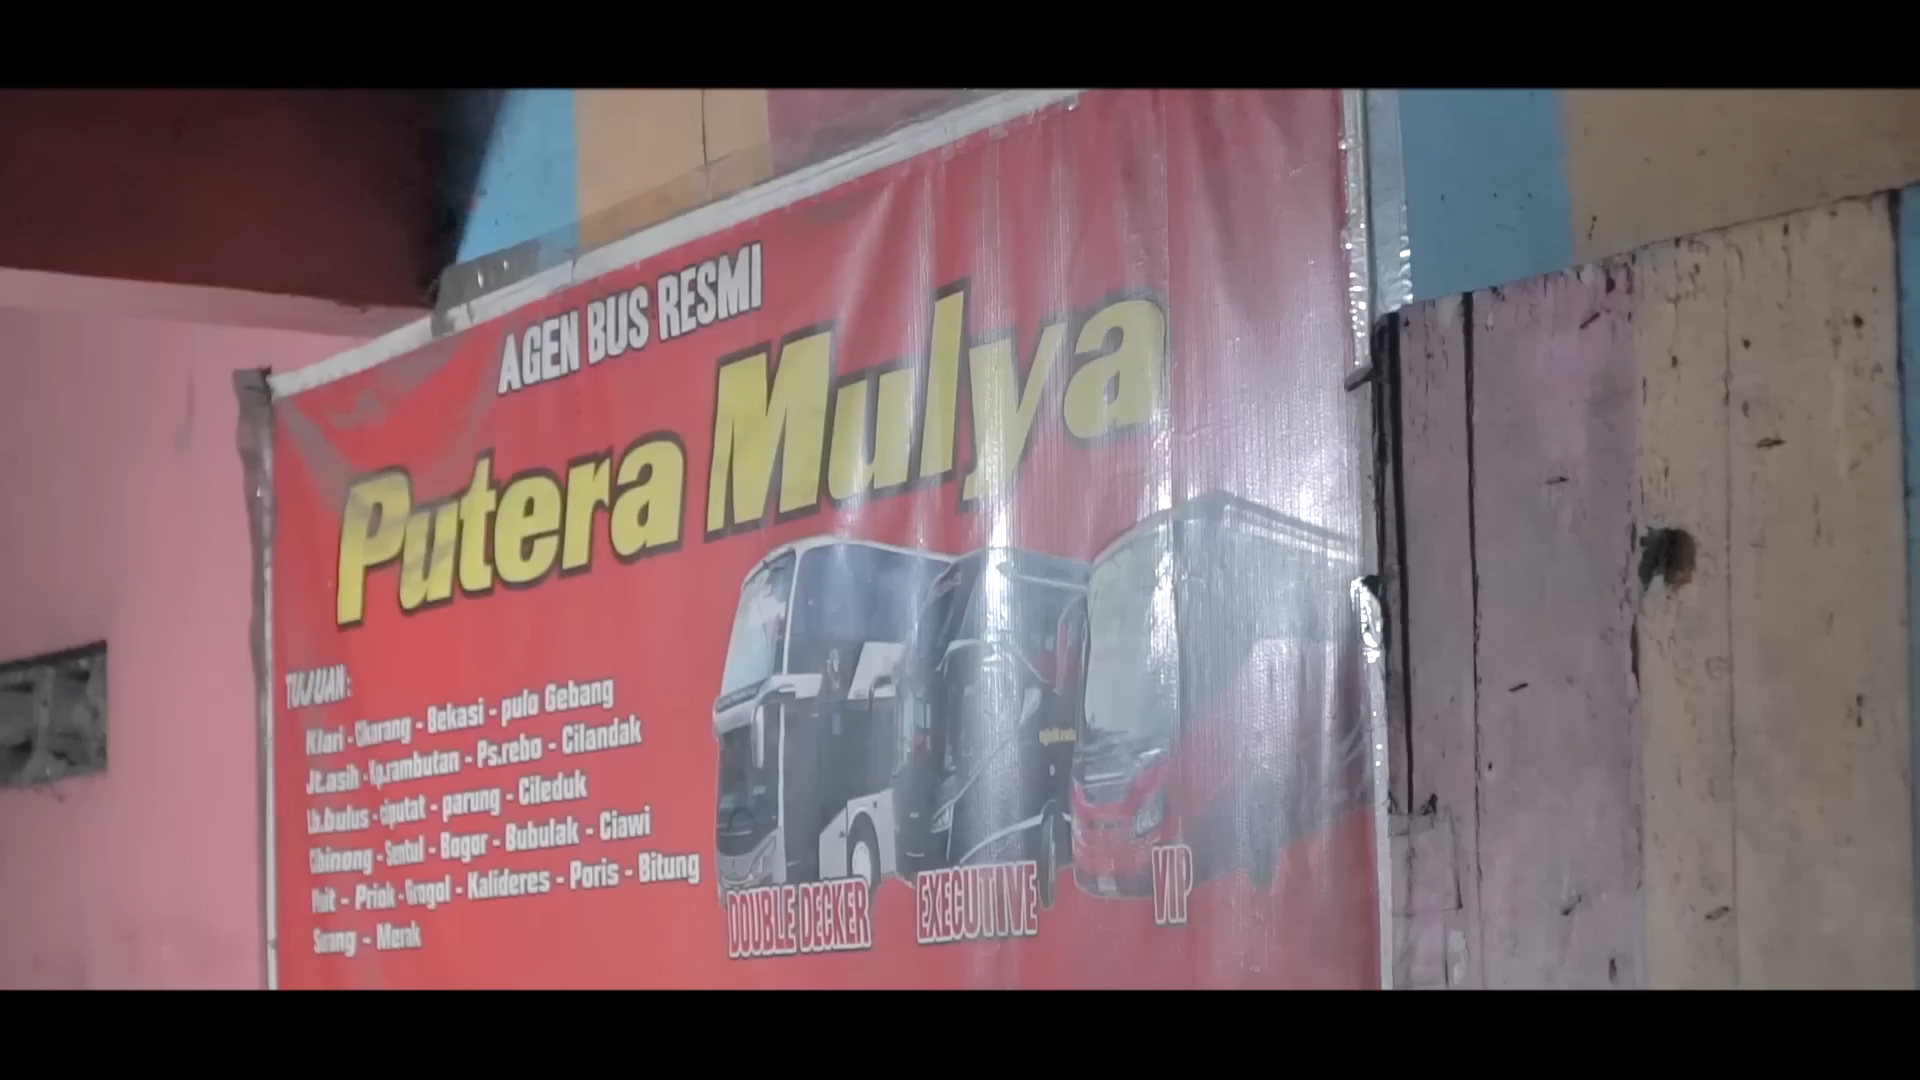 AGEN BUS RESMI
Putera Mulya
TUJUAN:
Klari - Cikarang - Bekasi - pulo Gebang
Jt.asih - Kp.rambutan - Ps.rebo - Cilandak
Lb.bulus - ciputat - parung - Cileduk
Cibinong - Sentul - Bogor - Bubulak - Ciawi
- Priok - Grogol - Kalideres - Poris - Bitung
Serang - Merak
DOUBLE DECKER
EXECUTIVE
VIP